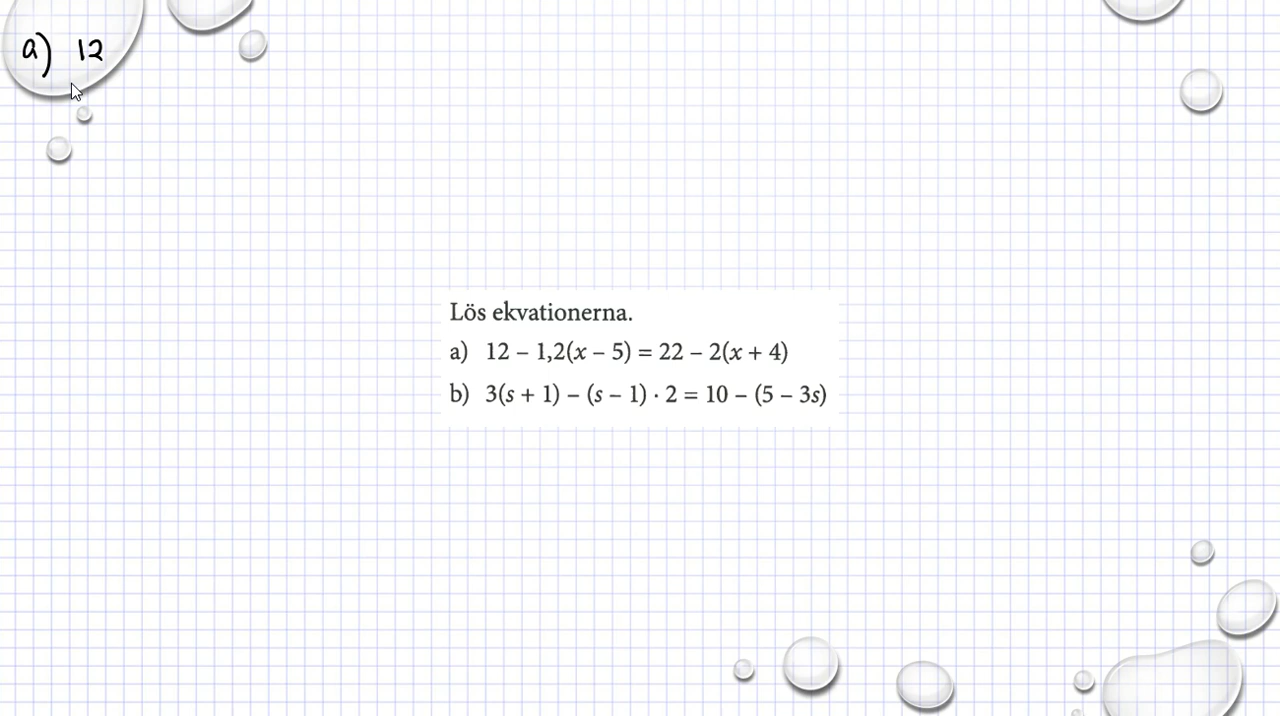 a) 12
Lös ekvationerna.
a) 12 – 1,2(x – 5) = 22 – 2(x + 4)
b) 3(s + 1) – (s – 1) · 2 = 10 – (5 – 3s)